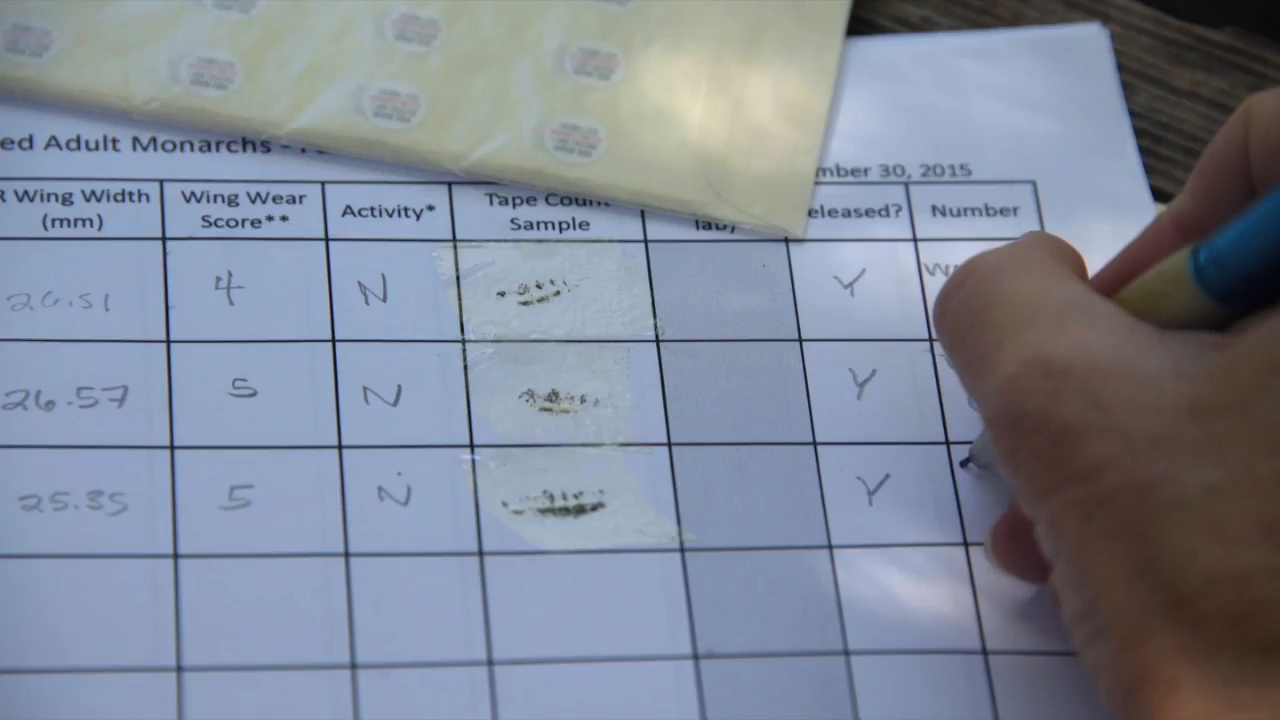 ed Adult Monarchs -
mber 30, 2015
R Wing Width (mm)
Wing Wear Score**
Activity*
Tape Count Sample
lab)
eleased?
Number
26.51 4 N Y
26.57 5 N Y
25.35 5 N Y